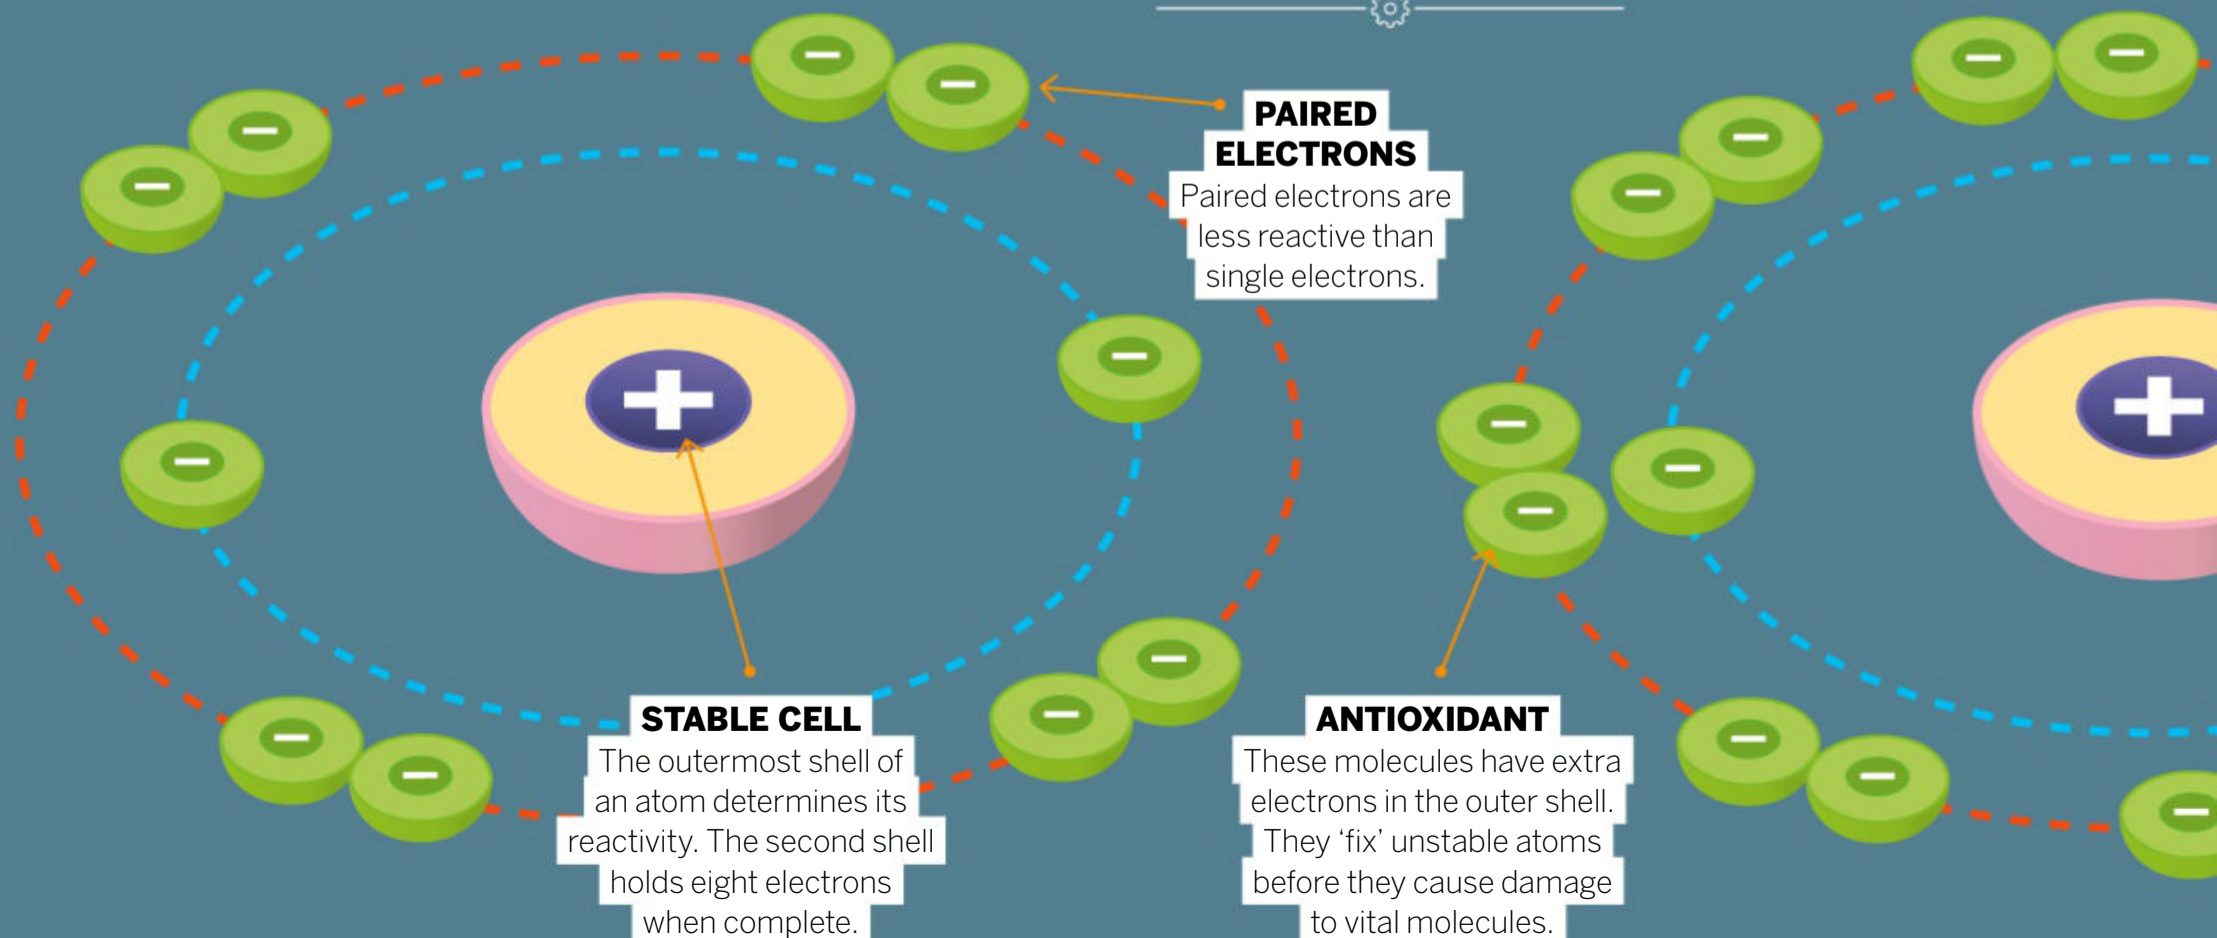 PAIRED
ELECTRONS
Paired electrons are
less reactive than
single electrons.
STABLE CELL
The outermost shell of
an atom determines its
reactivity. The second shell
holds eight electrons
when complete.
ANTIOXIDANT
These molecules have extra
electrons in the outer shell.
They ‘fix’ unstable atoms
before they cause damage
to vital molecules.